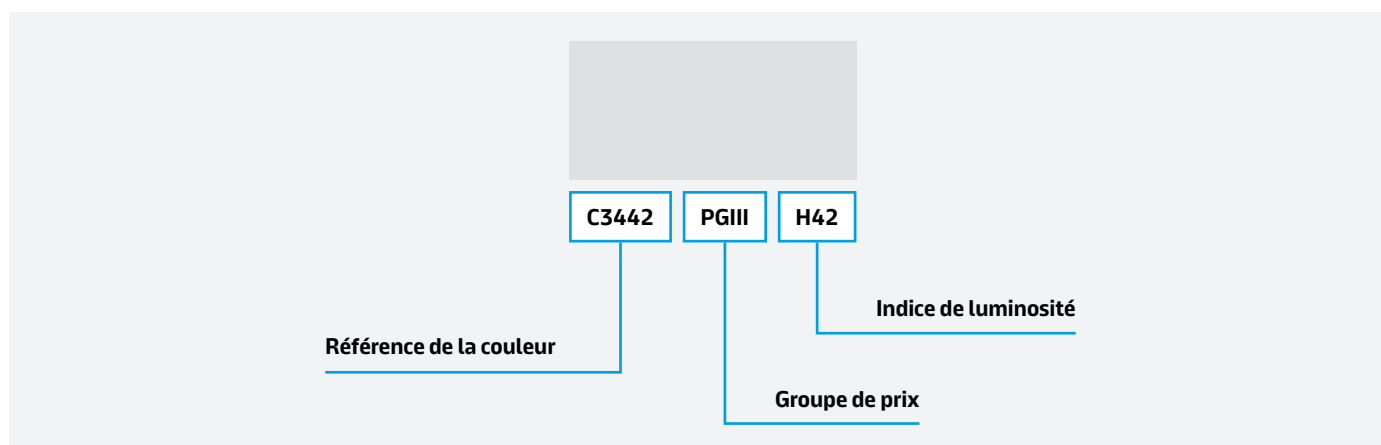 C3442 PGIII H42
Indice de luminosité
Référence de la couleur
Groupe de prix